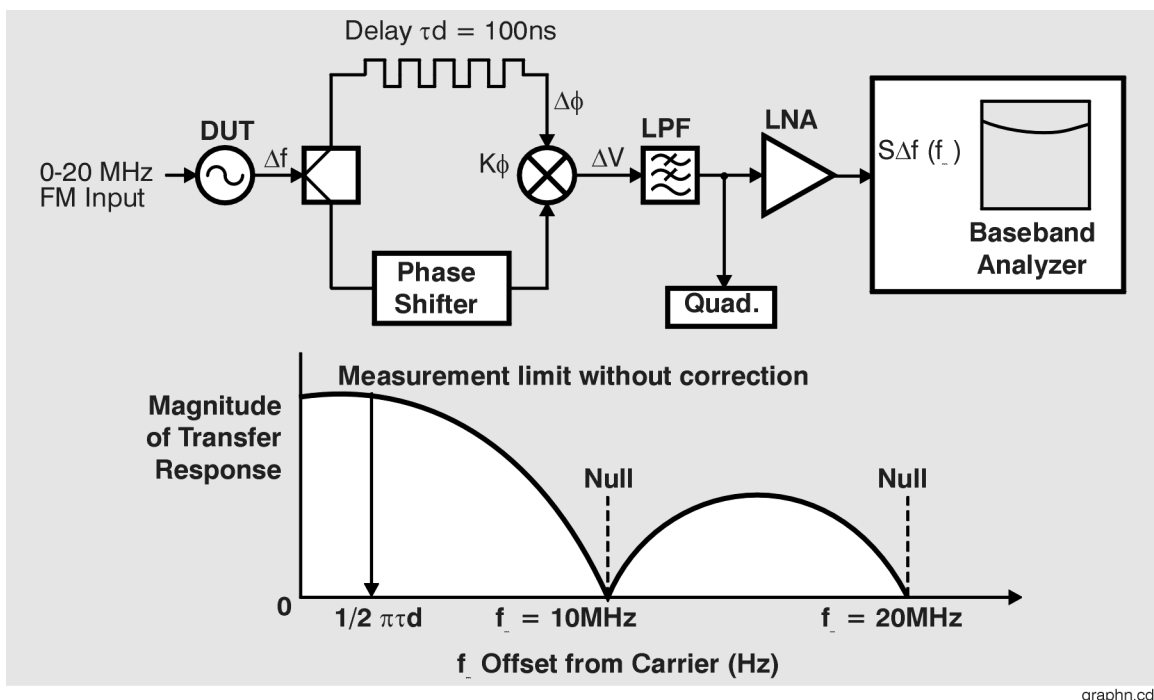 Delay τd = 100ns
Δϕ
DUT
LPF
LNA
0-20 MHz
FM Input
Δf
Kϕ
ΔV
SΔf (f_)
Baseband
Analyzer
Phase
Shifter
Quad.
Measurement limit without correction
Magnitude
of Transfer
Response
Null
Null
0
1/2 πτd
f_ = 10MHz
f_ = 20MHz
f_ Offset from Carrier (Hz)
graphn.cd